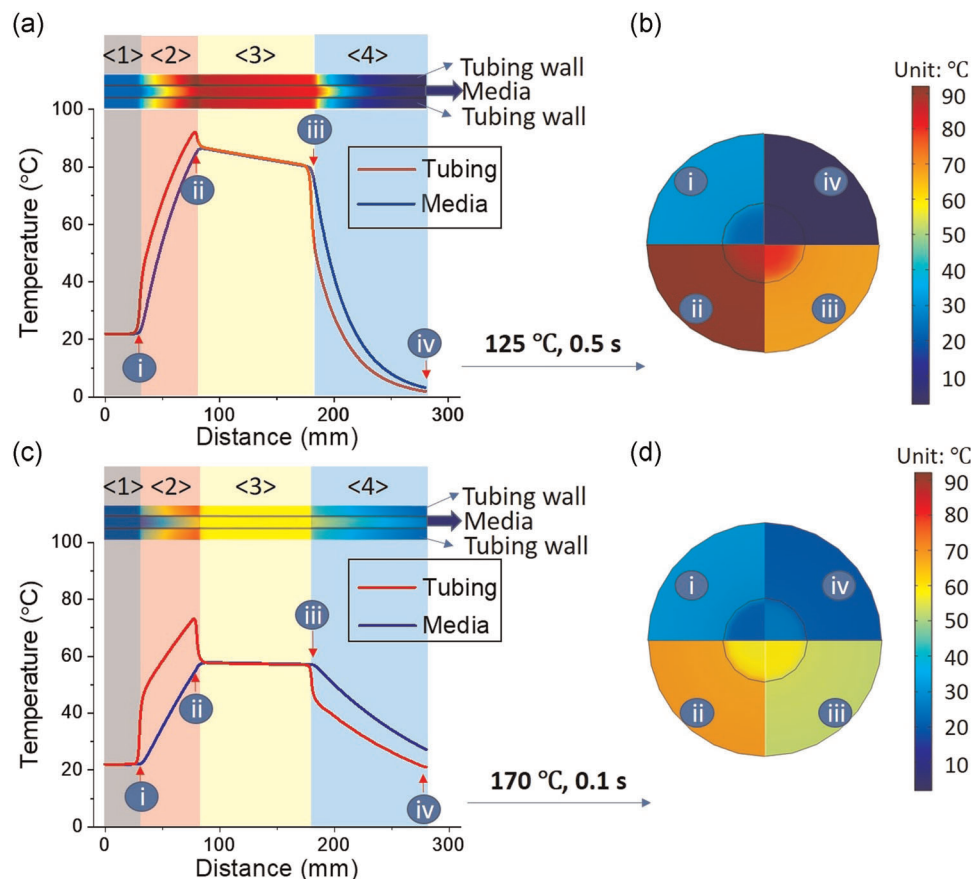 (a)
<1> <2> <3> <4>
Tubing wall
Media
Tubing wall
100
80
60
40
20
0
Temperature (°C)
i
ii
iii
iv
Tubing
Media
0 100 200 300
Distance (mm)
125 ℃, 0.5 s
(b)
Unit: ℃
i
iv
ii
iii
90
80
70
60
50
40
30
20
10
(c)
<1> <2> <3> <4>
Tubing wall
Media
Tubing wall
100
80
60
40
20
0
Temperature (°C)
i
ii
iii
iv
Tubing
Media
0 100 200 300
Distance (mm)
170 ℃, 0.1 s
(d)
Unit: ℃
i
iv
ii
iii
90
80
70
60
50
40
30
20
10